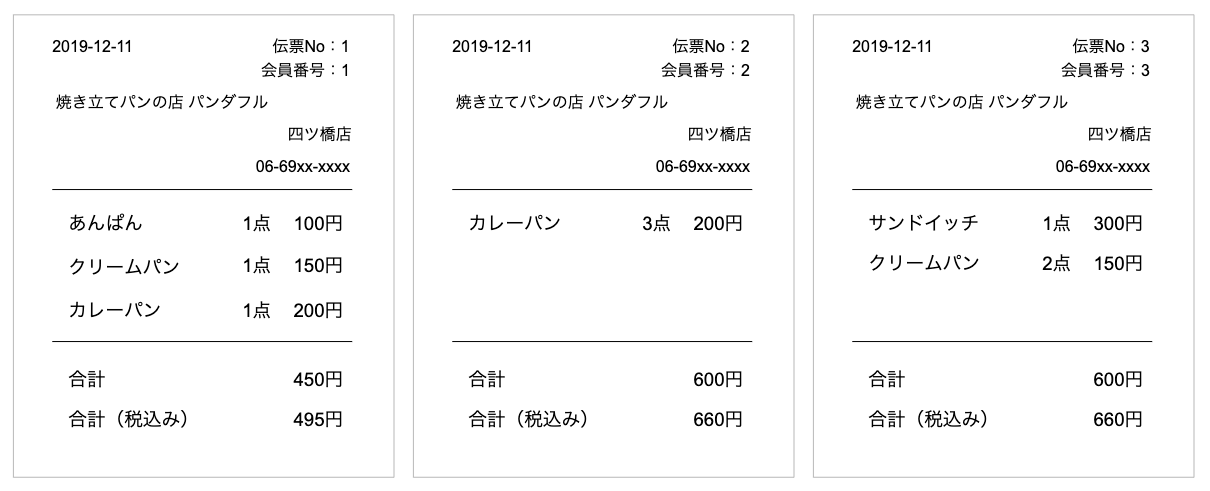 2019-12-11 伝票No：1
会員番号：1
焼き立てパンの店 パンダフル
四ツ橋店
06-69xx-xxxx
あんぱん 1点 100円
クリームパン 1点 150円
カレーパン 1点 200円
合計 450円
合計（税込み） 495円
2019-12-11 伝票No：2
会員番号：2
焼き立てパンの店 パンダフル
四ツ橋店
06-69xx-xxxx
カレーパン 3点 200円
合計 600円
合計（税込み） 660円
2019-12-11 伝票No：3
会員番号：3
焼き立てパンの店 パンダフル
四ツ橋店
06-69xx-xxxx
サンドイッチ 1点 300円
クリームパン 2点 150円
合計 600円
合計（税込み） 660円